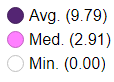 Avg. (9.79)
Med. (2.91)
Min. (0.00)